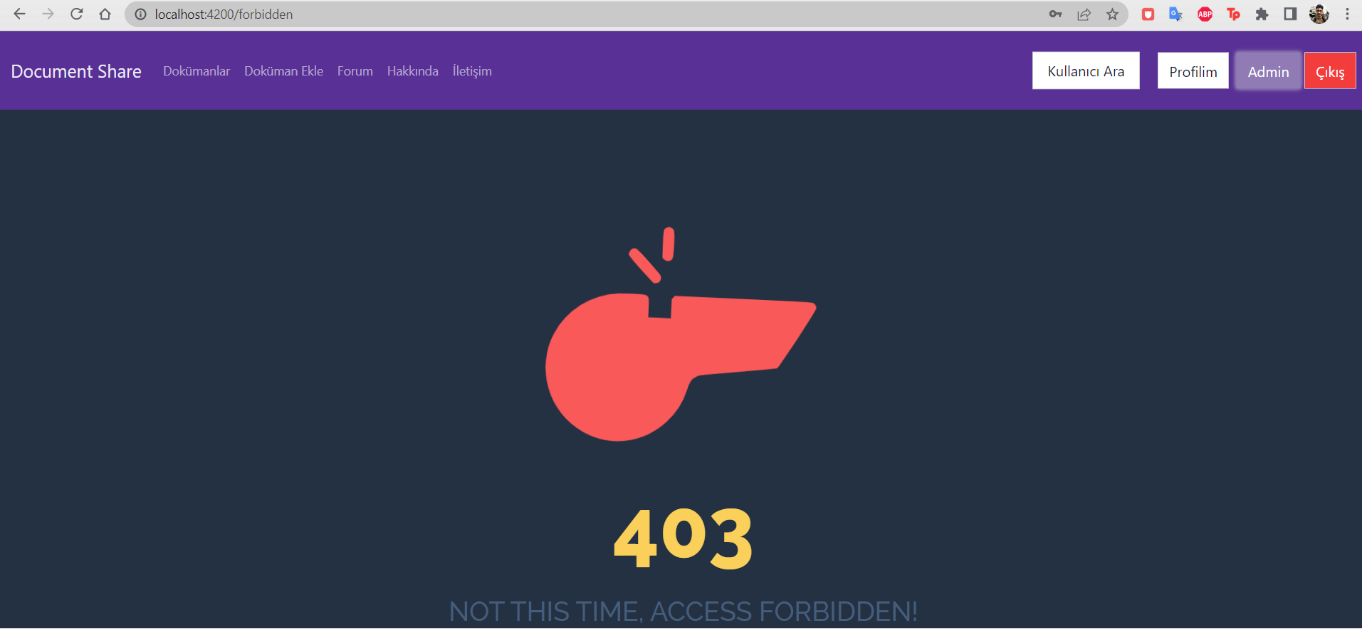 localhost:4200/forbidden
ABP
Document Share Dokümanlar Doküman Ekle Forum Hakkında İletişim Kullanıcı Ara Profilim Admin Çıkış
403
NOT THIS TIME, ACCESS FORBIDDEN!